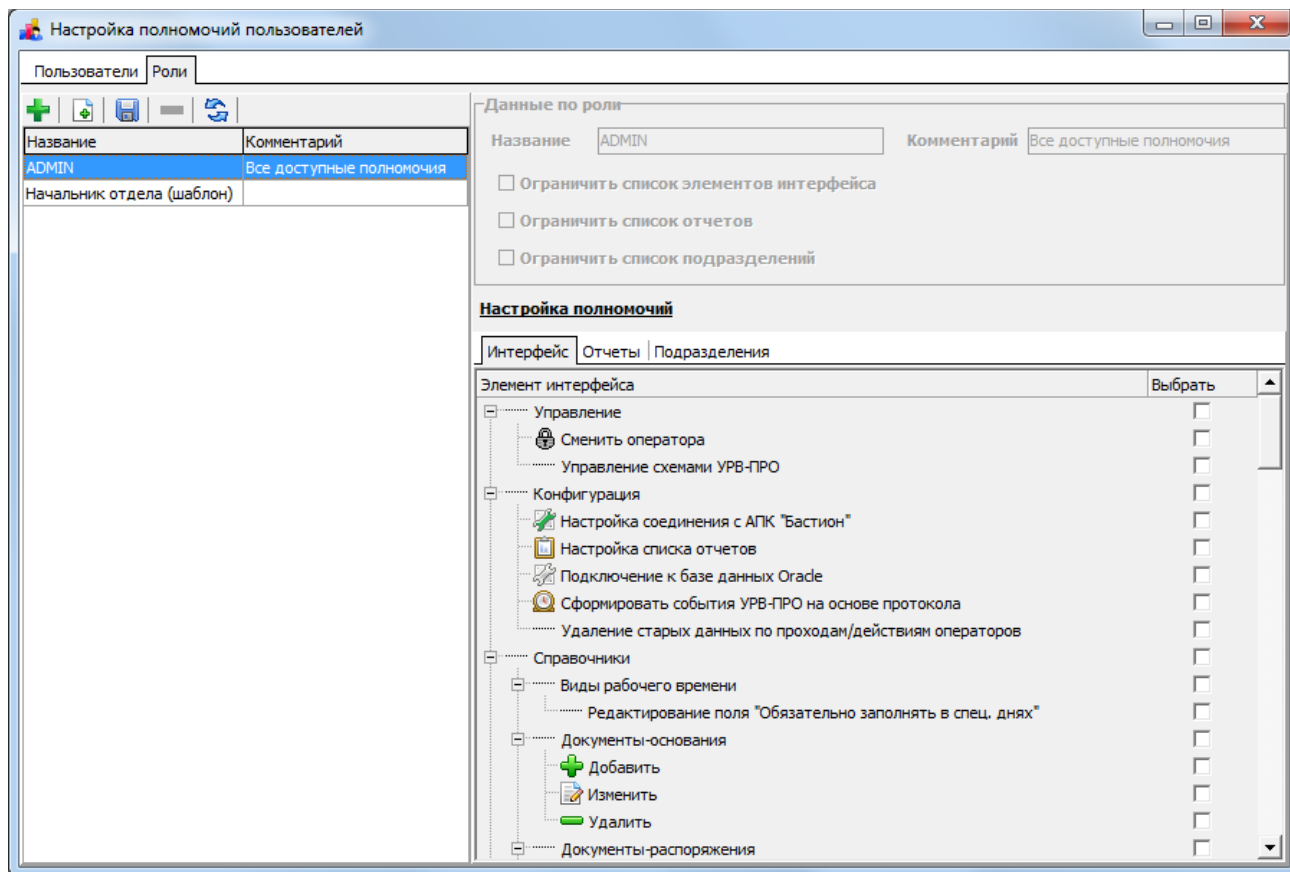 Настройка полномочий пользователей
Пользователи Роли
Название Комментарий
ADMIN Все доступные полномочия
Начальник отдела (шаблон)
Данные по роли
Название ADMIN Комментарий Все доступные полномочия
Ограничить список элементов интерфейса
Ограничить список отчетов
Ограничить список подразделений
Настройка полномочий
Интерфейс Отчеты Подразделения
Элемент интерфейса Выбрать
Управление
Сменить оператора
Управление схемами УРВ-ПРО
Конфигурация
Настройка соединения с АПК "Бастион"
Настройка списка отчетов
Подключение к базе данных Oracle
Сформировать события УРВ-ПРО на основе протокола
Удаление старых данных по проходам/действиям операторов
Справочники
Виды рабочего времени
Редактирование поля "Обязательно заполнять в спец. днях"
Документы-основания
Добавить
Изменить
Удалить
Документы-распоряжения